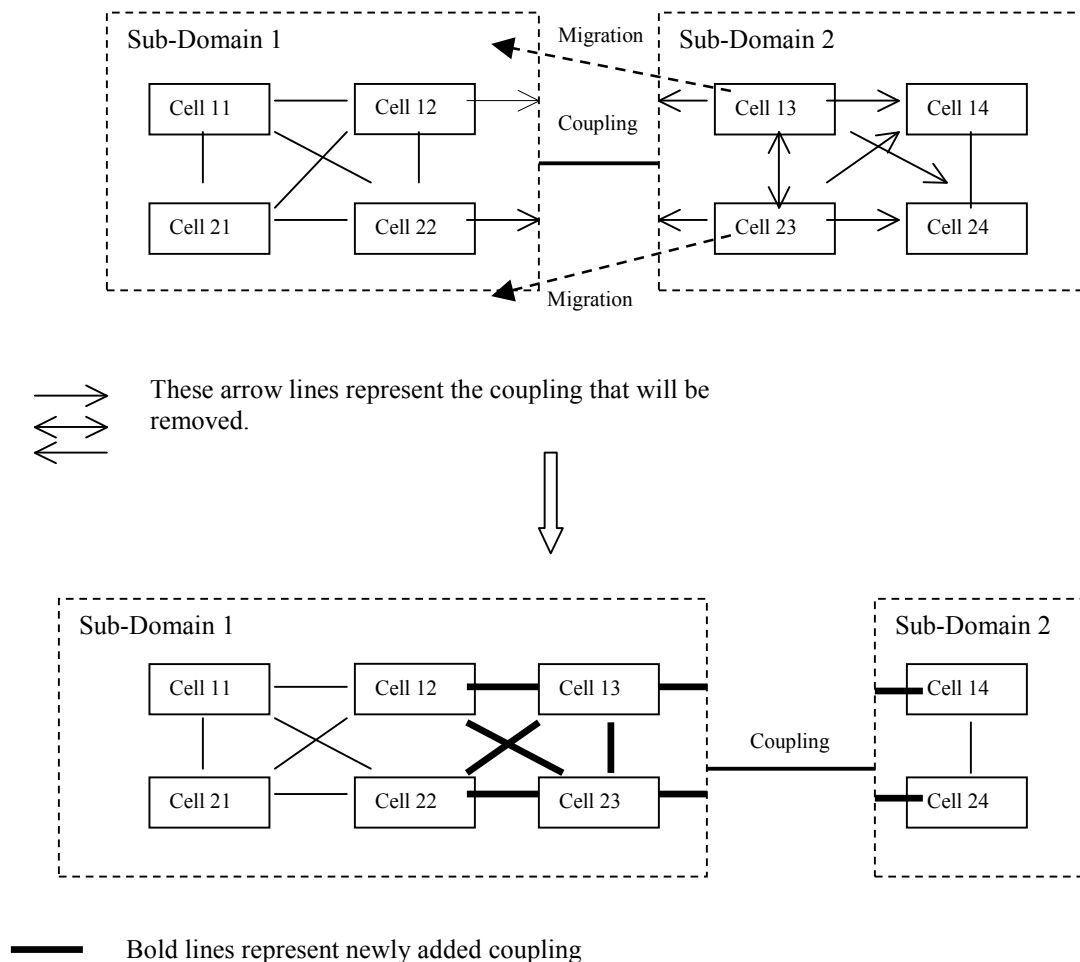 Sub-Domain 1
Migration
Sub-Domain 2
Cell 11
Cell 12
Coupling
Cell 13
Cell 14
Cell 21
Cell 22
Cell 23
Cell 24
Migration
These arrow lines represent the coupling that will be
removed.
Sub-Domain 1
Sub-Domain 2
Cell 11
Cell 12
Cell 13
Cell 14
Coupling
Cell 21
Cell 22
Cell 23
Cell 24
Bold lines represent newly added coupling